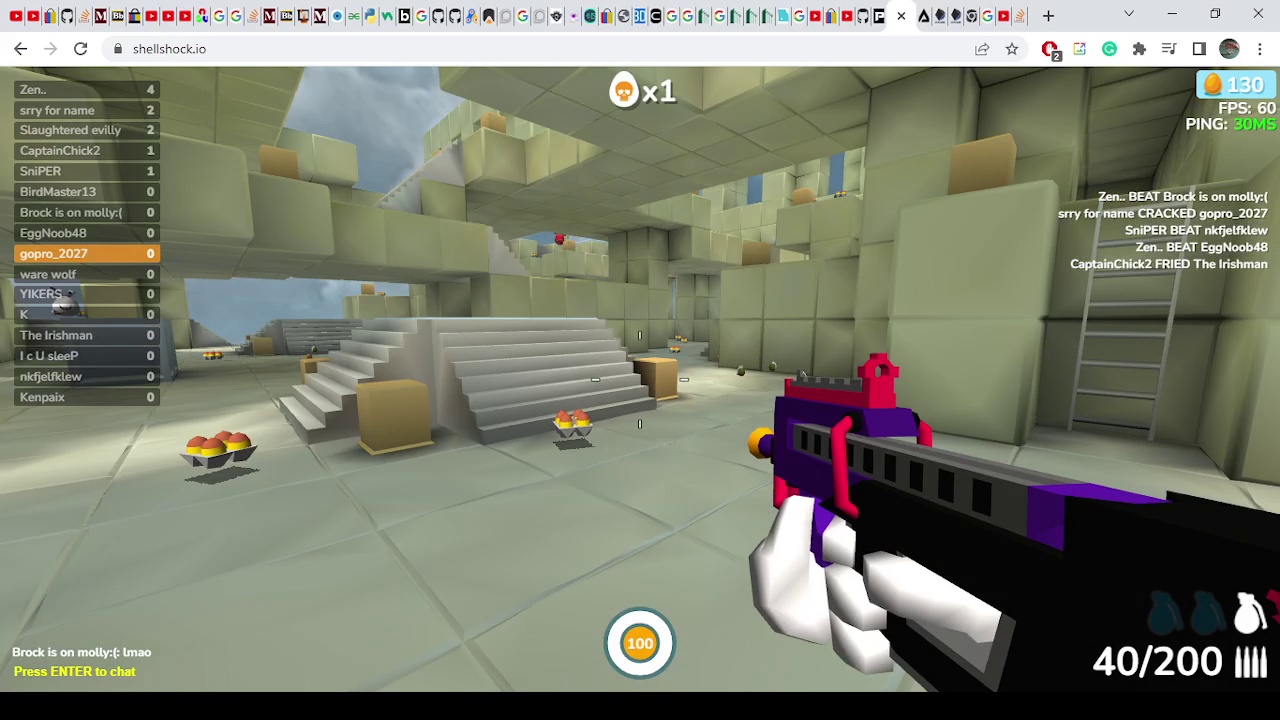 shellshock.io
2
Zen.. 4
srry for name 2
Slaughtered evilly 2
CaptainChick2 1
SniPER 1
BirdMaster13 0
Brock is on molly:( 0
EggNoob48 0
gopro_2027 0
ware wolf 0
YIKERS 0
K 0
The Irishman 0
I c U sleeP 0
nkfjelfklew 0
Kenpaix 0
x1
130
FPS: 60
PING: 30MS
Zen.. BEAT Brock is on molly:(
srry for name CRACKED gopro_2027
SniPER BEAT nkfjelfklew
Zen.. BEAT EggNoob48
CaptainChick2 FRIED The Irishman
Brock is on molly:(: lmao
Press ENTER to chat
100
40/200